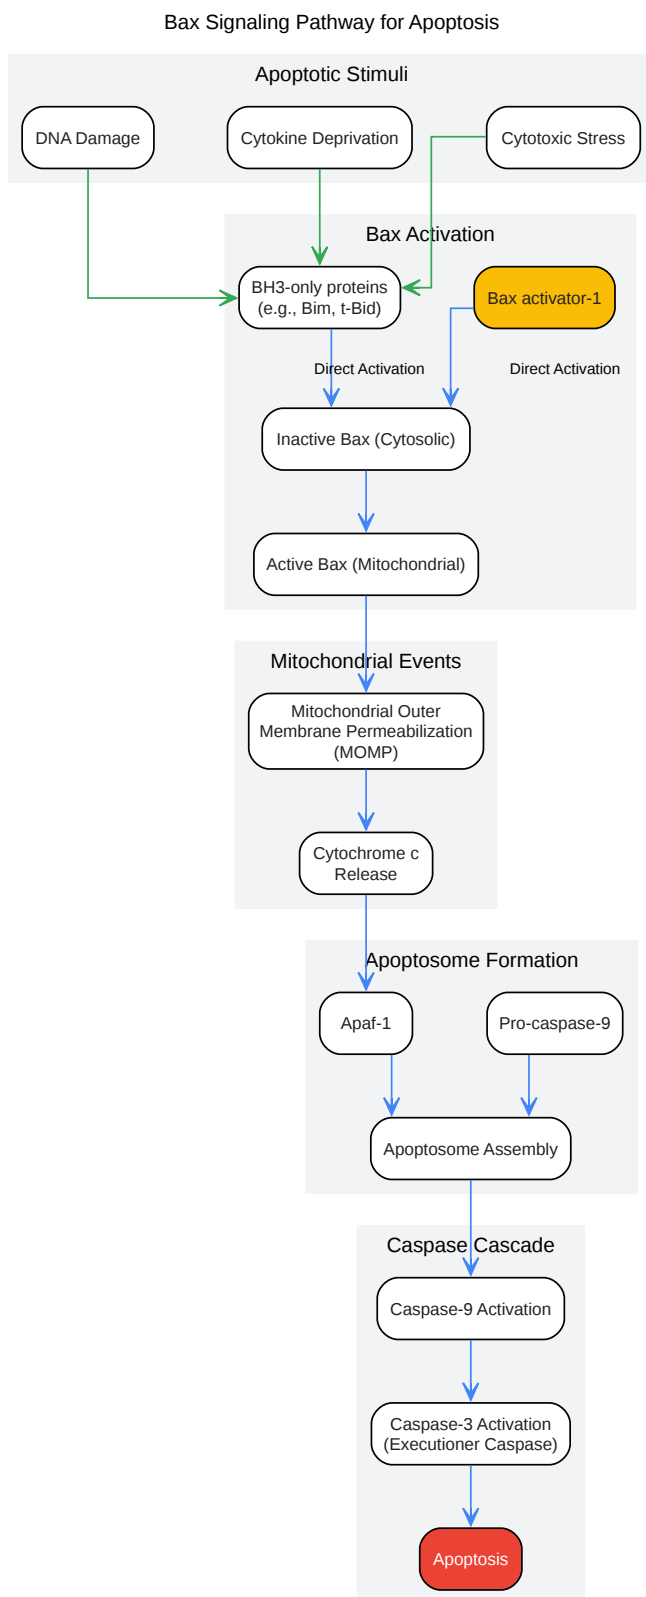 Bax Signaling Pathway for Apoptosis
Apoptotic Stimuli
DNA Damage
Cytokine Deprivation
Cytotoxic Stress
Bax Activation
BH3-only proteins
(e.g., Bim, t-Bid)
Bax activator-1
Direct Activation
Direct Activation
Inactive Bax (Cytosolic)
Active Bax (Mitochondrial)
Mitochondrial Events
Mitochondrial Outer
Membrane Permeabilization
(MOMP)
Cytochrome c
Release
Apoptosome Formation
Apaf-1
Pro-caspase-9
Apoptosome Assembly
Caspase Cascade
Caspase-9 Activation
Caspase-3 Activation
(Executioner Caspase)
Apoptosis